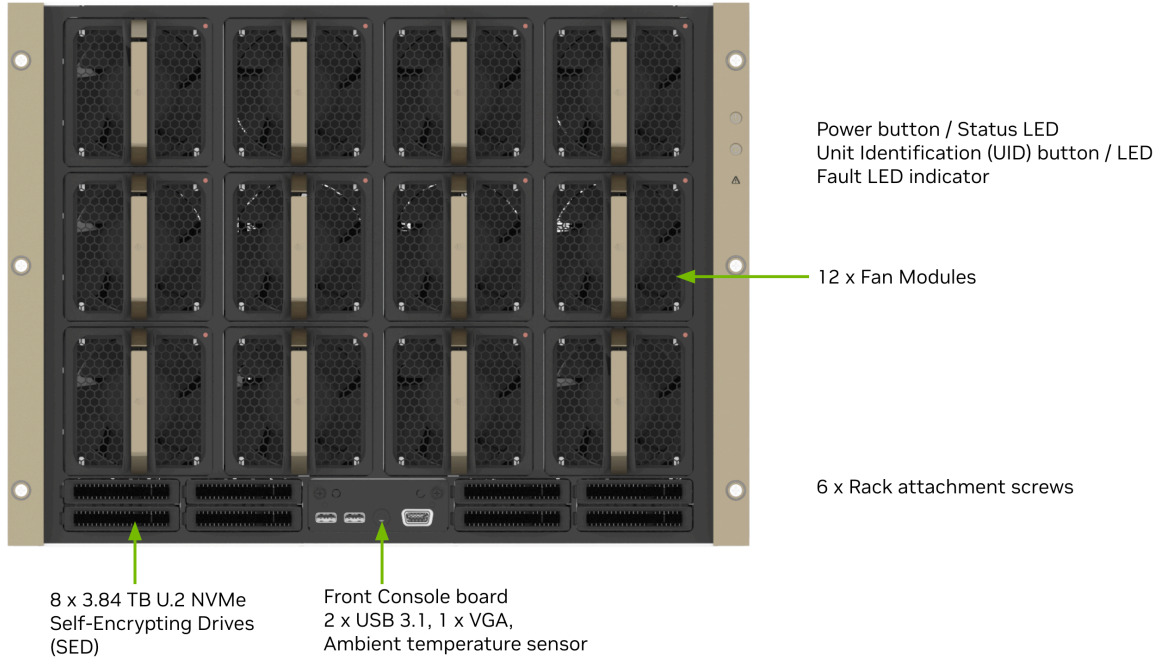 Power button / Status LED
Unit Identification (UID) button / LED
Fault LED indicator
12 x Fan Modules
6 x Rack attachment screws
8 x 3.84 TB U.2 NVMe
Self-Encrypting Drives
(SED)
Front Console board
2 x USB 3.1, 1 x VGA,
Ambient temperature sensor